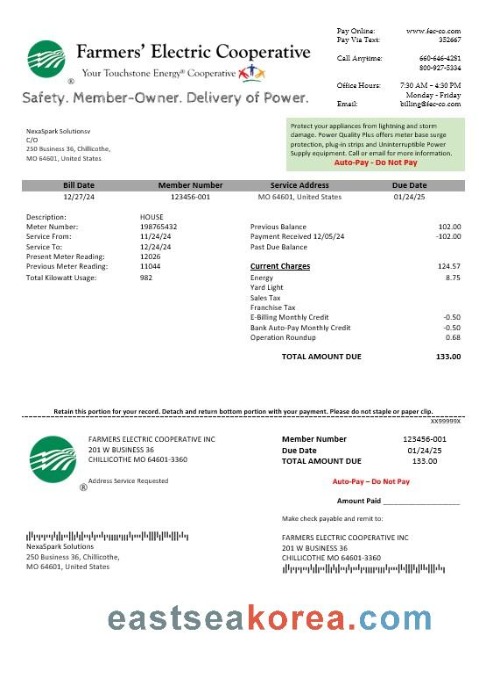 Farmers' Electric Cooperative
Your Touchstone Energy® Cooperative
®
Safety. Member-Owner. Delivery of Power.
Pay Online: www.fec-co.com
Pay Via Text: 352667
Call Anytime: 660-646-4281
800-927-5334
Office Hours: 7:30 AM – 4:30 PM
Monday - Friday
Email: billing@fec-co.com
NexaSpark Solutionsv
C/O
250 Business 36, Chillicothe,
MO 64601, United States
Protect your appliances from lightning and storm
damage. Power Quality Plus offers meter base surge
protection, plug-in strips and Uninterruptible Power
Supply equipment. Call or email for more information.
Auto-Pay - Do Not Pay
Bill Date Member Number Service Address Due Date
12/27/24 123456-001 MO 64601, United States 01/24/25
Description: HOUSE
Meter Number: 198765432
Service From: 11/24/24
Service To: 12/24/24
Present Meter Reading: 12026
Previous Meter Reading: 11044
Total Kilowatt Usage: 982
Previous Balance 102.00
Payment Received 12/05/24 -102.00
Past Due Balance
Current Charges 124.57
Energy 8.75
Yard Light
Sales Tax
Franchise Tax
E-Billing Monthly Credit -0.50
Bank Auto-Pay Monthly Credit -0.50
Operation Roundup 0.68
TOTAL AMOUNT DUE 133.00
Retain this portion for your record. Detach and return bottom portion with your payment. Please do not staple or paper clip.
XX99999X
FARMERS ELECTRIC COOPERATIVE INC
201 W BUSINESS 36
CHILLICOTHE MO 64601-3360
Address Service Requested
®
Member Number 123456-001
Due Date 01/24/25
TOTAL AMOUNT DUE 133.00
Auto-Pay – Do Not Pay
Amount Paid
Make check payable and remit to:
NexaSpark Solutions
250 Business 36, Chillicothe,
MO 64601, United States
FARMERS ELECTRIC COOPERATIVE INC
201 W BUSINESS 36
CHILLICOTHE MO 64601-3360
eastseakorea.com